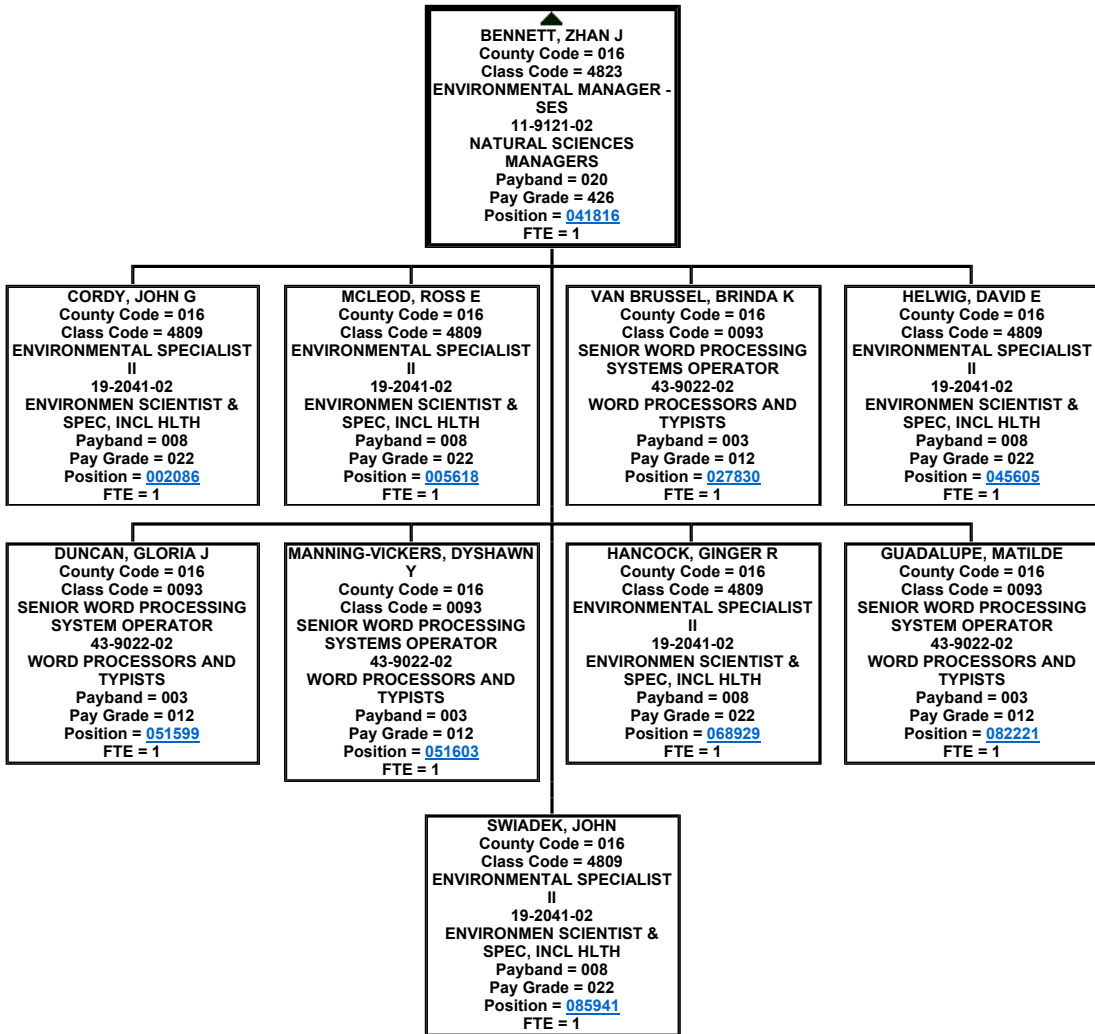 BENNETT, ZHAN J
County Code = 016
Class Code = 4823
ENVIRONMENTAL MANAGER -
SES
11-9121-02
NATURAL SCIENCES
MANAGERS
Payband = 020
Pay Grade = 426
Position = 041816
FTE = 1
CORDY, JOHN G
County Code = 016
Class Code = 4809
ENVIRONMENTAL SPECIALIST
II
19-2041-02
ENVIRONMEN SCIENTIST &
SPEC, INCL HLTH
Payband = 008
Pay Grade = 022
Position = 002086
FTE = 1
MCLEOD, ROSS E
County Code = 016
Class Code = 4809
ENVIRONMENTAL SPECIALIST
II
19-2041-02
ENVIRONMEN SCIENTIST &
SPEC, INCL HLTH
Payband = 008
Pay Grade = 022
Position = 005618
FTE = 1
VAN BRUSSEL, BRINDA K
County Code = 016
Class Code = 0093
SENIOR WORD PROCESSING
SYSTEMS OPERATOR
43-9022-02
WORD PROCESSORS AND
TYPISTS
Payband = 003
Pay Grade = 012
Position = 027830
FTE = 1
HELWIG, DAVID E
County Code = 016
Class Code = 4809
ENVIRONMENTAL SPECIALIST
II
19-2041-02
ENVIRONMEN SCIENTIST &
SPEC, INCL HLTH
Payband = 008
Pay Grade = 022
Position = 045605
FTE = 1
DUNCAN, GLORIA J
County Code = 016
Class Code = 0093
SENIOR WORD PROCESSING
SYSTEM OPERATOR
43-9022-02
WORD PROCESSORS AND
TYPISTS
Payband = 003
Pay Grade = 012
Position = 051599
FTE = 1
MANNING-VICKERS, DYSHAWN
Y
County Code = 016
Class Code = 0093
SENIOR WORD PROCESSING
SYSTEMS OPERATOR
43-9022-02
WORD PROCESSORS AND
TYPISTS
Payband = 003
Pay Grade = 012
Position = 051603
FTE = 1
HANCOCK, GINGER R
County Code = 016
Class Code = 4809
ENVIRONMENTAL SPECIALIST
II
19-2041-02
ENVIRONMEN SCIENTIST &
SPEC, INCL HLTH
Payband = 008
Pay Grade = 022
Position = 068929
FTE = 1
GUADALUPE, MATILDE
County Code = 016
Class Code = 0093
SENIOR WORD PROCESSING
SYSTEM OPERATOR
43-9022-02
WORD PROCESSORS AND
TYPISTS
Payband = 003
Pay Grade = 012
Position = 082221
FTE = 1
SWIADEK, JOHN
County Code = 016
Class Code = 4809
ENVIRONMENTAL SPECIALIST
II
19-2041-02
ENVIRONMEN SCIENTIST &
SPEC, INCL HLTH
Payband = 008
Pay Grade = 022
Position = 085941
FTE = 1